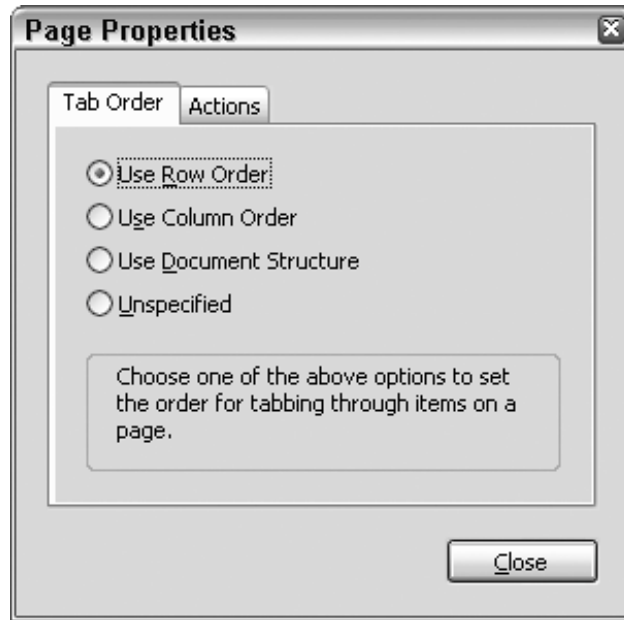 Page Properties
Tab Order
Actions
Use Row Order
Use Column Order
Use Document Structure
Unspecified
Choose one of the above options to set
the order for tabbing through items on a
page.
Close